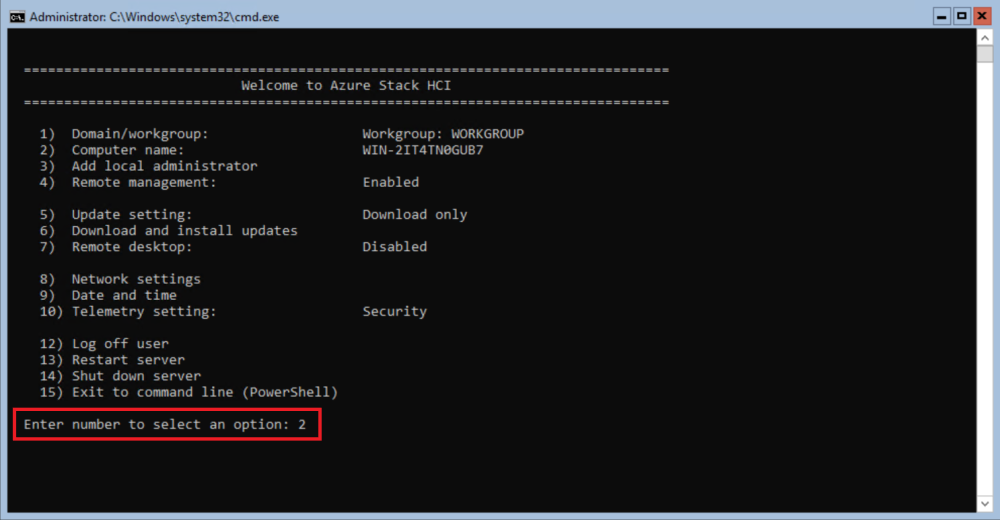 Administrator: C:\Windows\system32\cmd.exe
================================================================================
Welcome to Azure Stack HCI
================================================================================
1) Domain/workgroup: Workgroup: WORKGROUP
2) Computer name: WIN-2IT4TN0GUB7
3) Add local administrator
4) Remote management: Enabled
5) Update setting: Download only
6) Download and install updates
7) Remote desktop: Disabled
8) Network settings
9) Date and time
10) Telemetry setting: Security
12) Log off user
13) Restart server
14) Shut down server
15) Exit to command line (PowerShell)
Enter number to select an option: 2